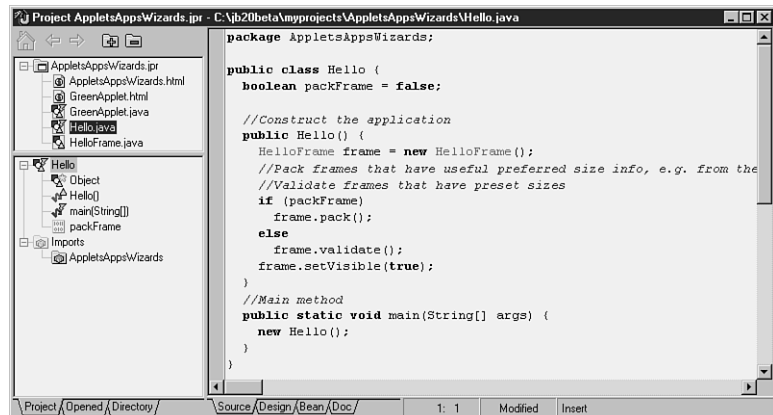 Project AppletsAppsWizards.jpr - C:\jb20beta\myprojects\AppletsAppsWizards\Hello.java
AppletsAppsWizards.jpr
AppletsAppsWizards.html
GreenApplet.html
GreenApplet.java
Hello.java
HelloFrame.java
Hello
Object
Hello()
main(String[])
packFrame
Imports
AppletsAppsWizards
Project
Opened
Directory
package AppletsAppsWizards;
public class Hello {
boolean packFrame = false;
//Construct the application
public Hello() {
HelloFrame frame = new HelloFrame();
//Pack frames that have useful preferred size info, e.g. from the
//Validate frames that have preset sizes
if (packFrame)
frame.pack();
else
frame.validate();
frame.setVisible(true);
}
//Main method
public static void main(String[] args) {
new Hello();
}
}
Source
Design
Bean
Doc
1: 1
Modified
Insert